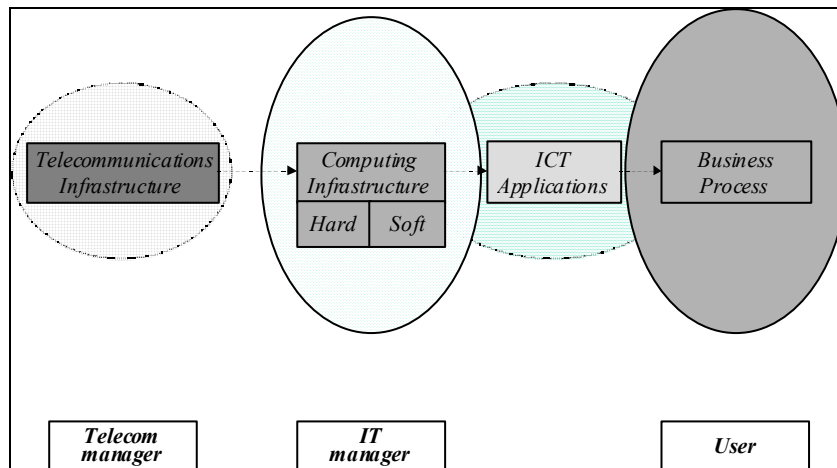 Telecommunications
Infrastructure
Computing
Infrastructure
Hard
Soft
ICT
Applications
Business
Process
Telecom
manager
IT
manager
User